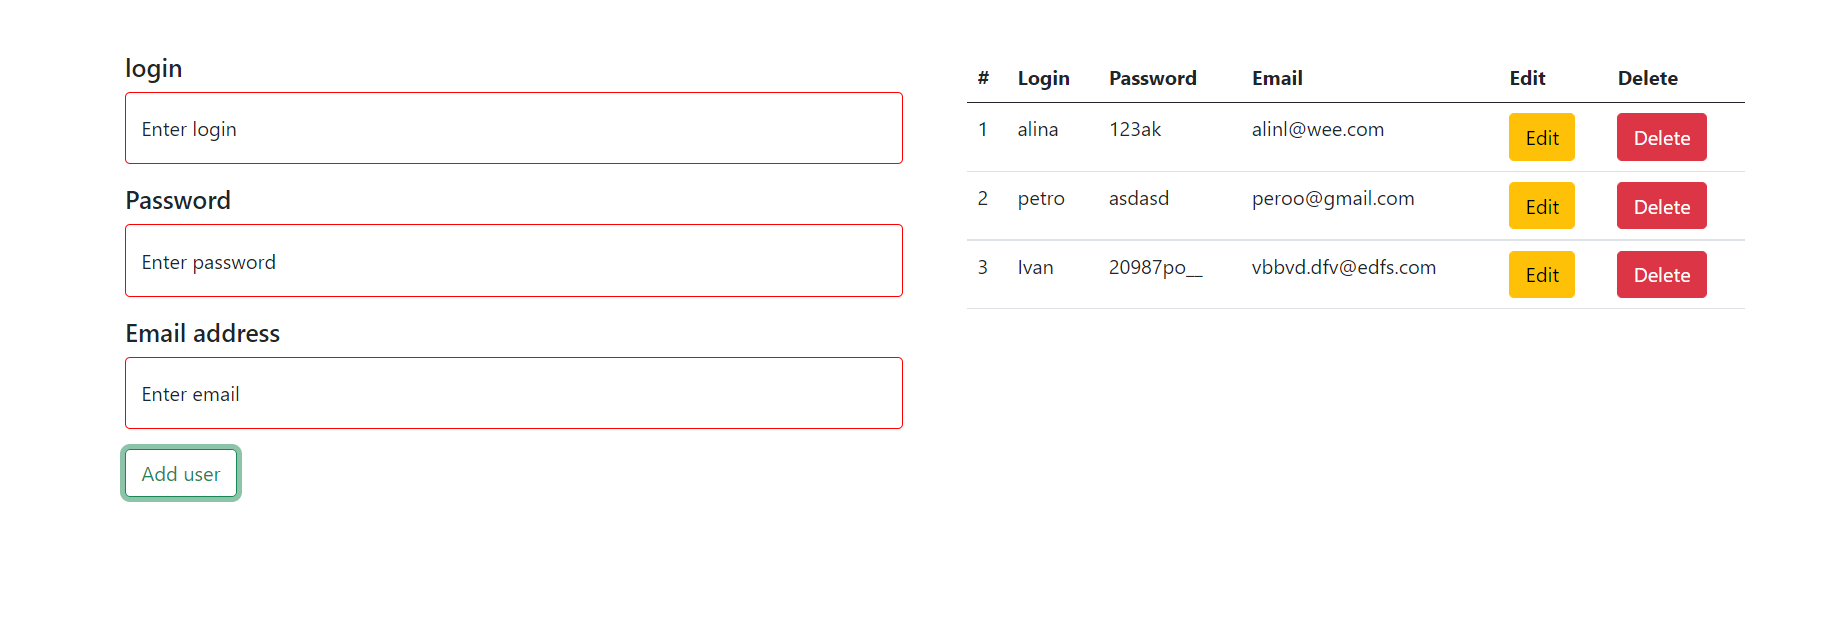 login
Enter login
Password
Enter password
Email address
Enter email
Add user
# Login Password Email Edit Delete
1 alina 123ak alinl@wee.com Edit Delete
2 petro asdasd peroo@gmail.com Edit Delete
3 Ivan 20987po__ vbbvd.dfv@edfs.com Edit Delete